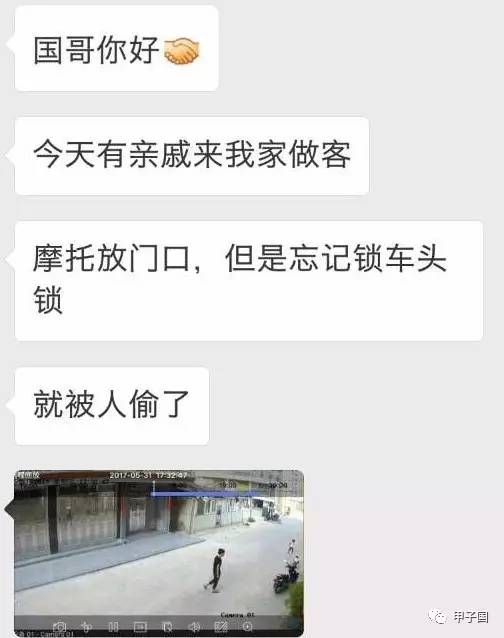 国哥你好
今天有亲戚来我家做客
摩托放门口，但是忘记锁车头
锁
就被人偷了
2017-05-31 17:32:47
Camera 01
Camera 01
甲子国